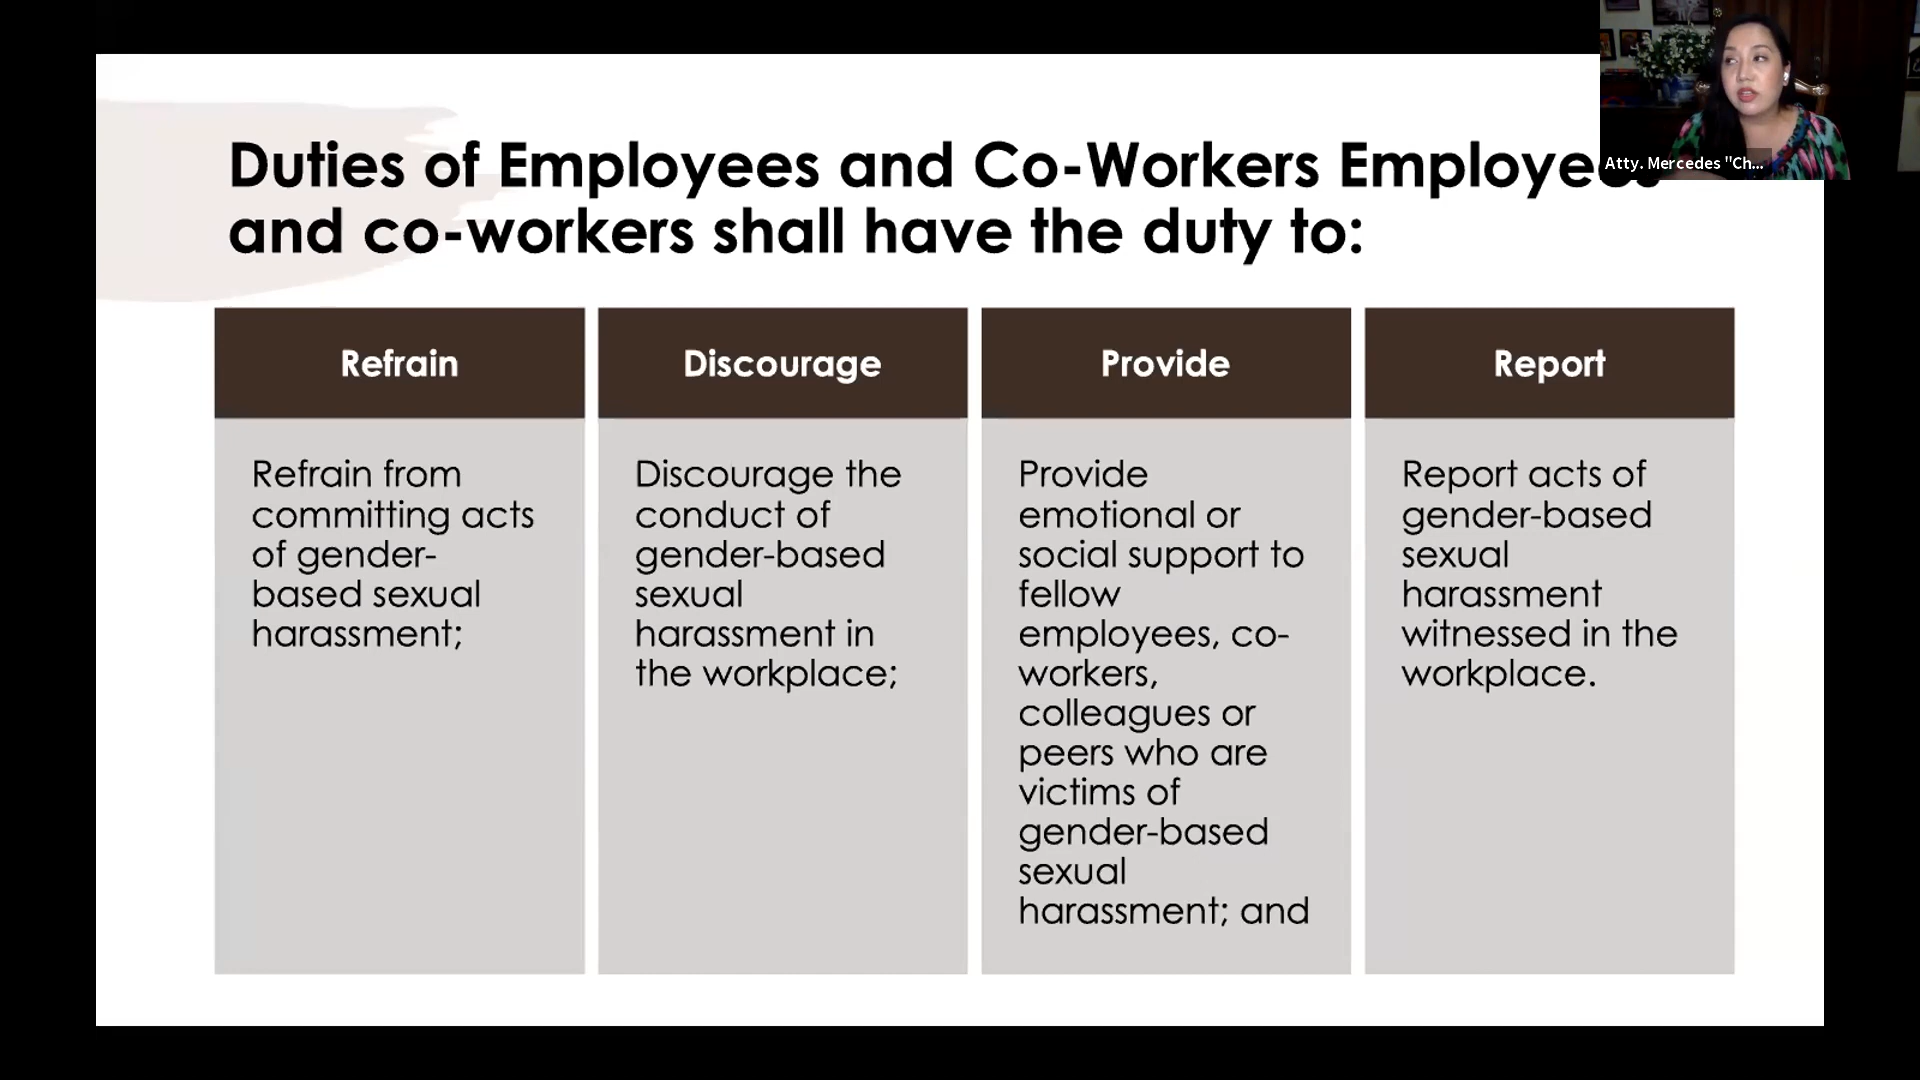 Atty. Mercedes "Ch...
Duties of Employees and Co-Workers Employees
and co-workers shall have the duty to:
Refrain
Refrain from
committing acts
of gender-
based sexual
harassment;
Discourage
Discourage the
conduct of
gender-based
sexual
harassment in
the workplace;
Provide
Provide
emotional or
social support to
fellow
employees, co-
workers,
colleagues or
peers who are
victims of
gender-based
sexual
harassment; and
Report
Report acts of
gender-based
sexual
harassment
witnessed in the
workplace.